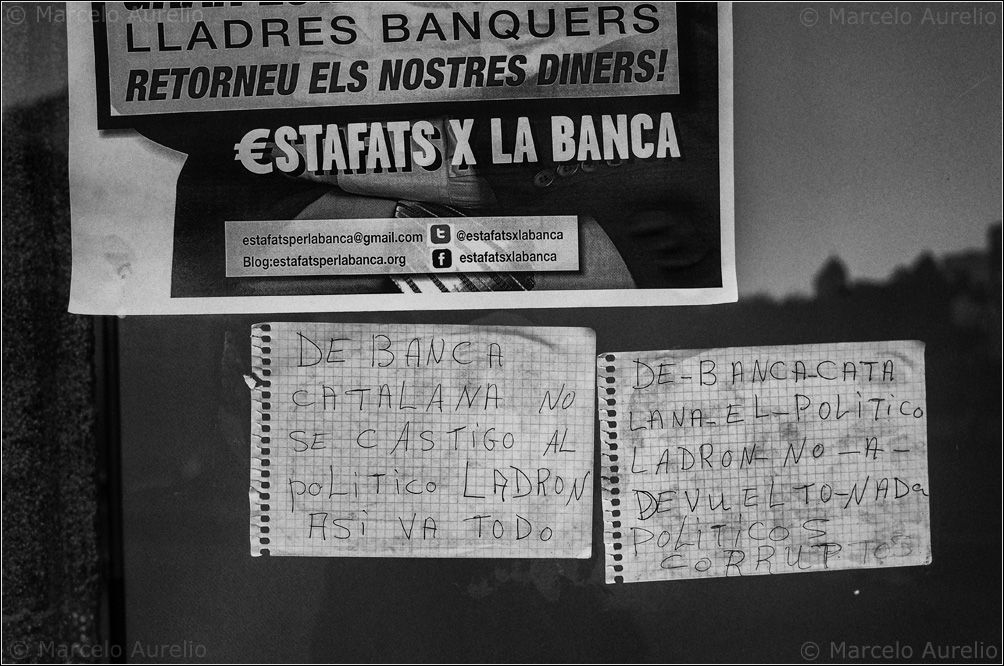 © Marcelo Aurelio © Marcelo Aurelio
LLADRES BANQUERS
RETORNEU ELS NOSTRES DINERS!
€STAFATS X LA BANCA
estafatsperlabanca@gmail.com @estafatsxlabanca
Blog:estafatsperlabanca.org estafatsxlabanca
DE BANCA
CATALANA NO
SE CASTIGO AL
POLITICO LADRON
ASI VA TODO
DE-BANCA-CATA
LANA-EL-POLITICO
LADRON-NO-A-
DEVUELTO-NADA
POLITICOS
CORRUPTOS
© Marcelo Aurelio © Marcelo Aurelio